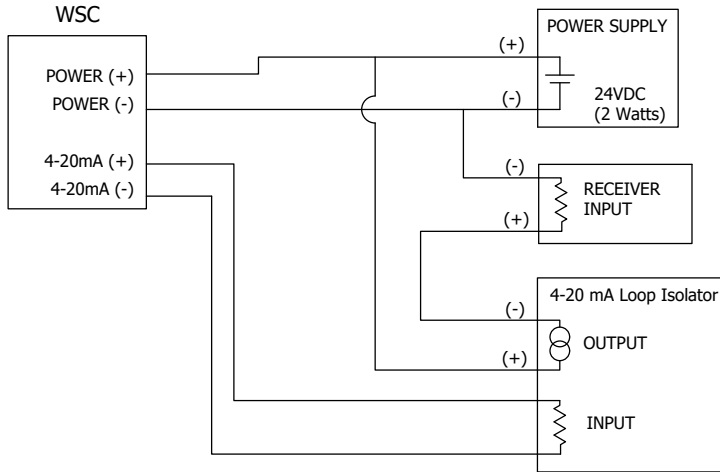 WSC
POWER (+)
POWER (-)
4-20mA (+)
4-20mA (-)
(+)
(-)
POWER SUPPLY
24VDC
(2 Watts)
(-)
(+)
RECEIVER
INPUT
4-20 mA Loop Isolator
(-)
OUTPUT
(+)
INPUT